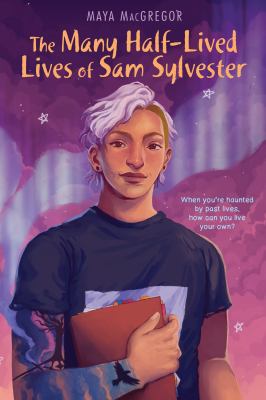 MAYA MACGREGOR
The Many Half-Lived
Lives of Sam Sylvester
When you're haunted
by past lives,
how can you live
your own?